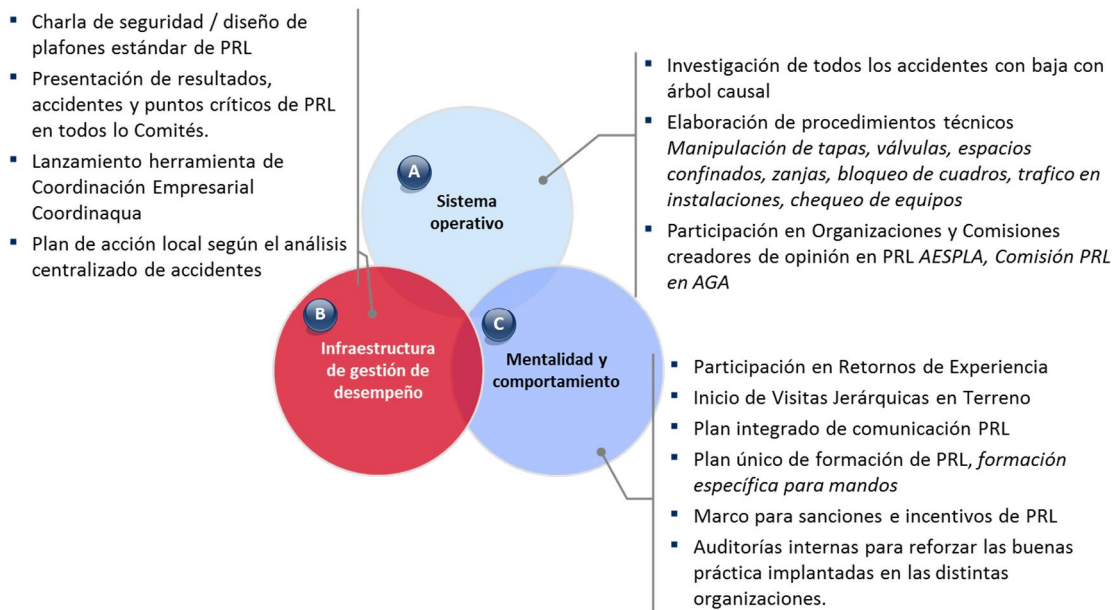 ▪ Charla de seguridad / diseño de
plafones estándar de PRL
▪ Presentación de resultados,
accidentes y puntos críticos de PRL
en todos lo Comités.
▪ Lanzamiento herramienta de
Coordinación Empresarial
Coordinaqua
▪ Plan de acción local según el análisis
centralizado de accidentes
▪ Investigación de todos los accidentes con baja con
árbol causal
▪ Elaboración de procedimientos técnicos
Manipulación de tapas, válvulas, espacios
confinados, zanjas, bloqueo de cuadros, trafico en
instalaciones, chequeo de equipos
▪ Participación en Organizaciones y Comisiones
creadores de opinión en PRL AESPLA, Comisión PRL
en AGA
A
Sistema
operativo
B
Infraestructura
de gestión de
desempeño
C
Mentalidad y
comportamiento
▪ Participación en Retornos de Experiencia
▪ Inicio de Visitas Jerárquicas en Terreno
▪ Plan integrado de comunicación PRL
▪ Plan único de formación de PRL, formación
específica para mandos
▪ Marco para sanciones e incentivos de PRL
▪ Auditorías internas para reforzar las buenas
práctica implantadas en las distintas
organizaciones.